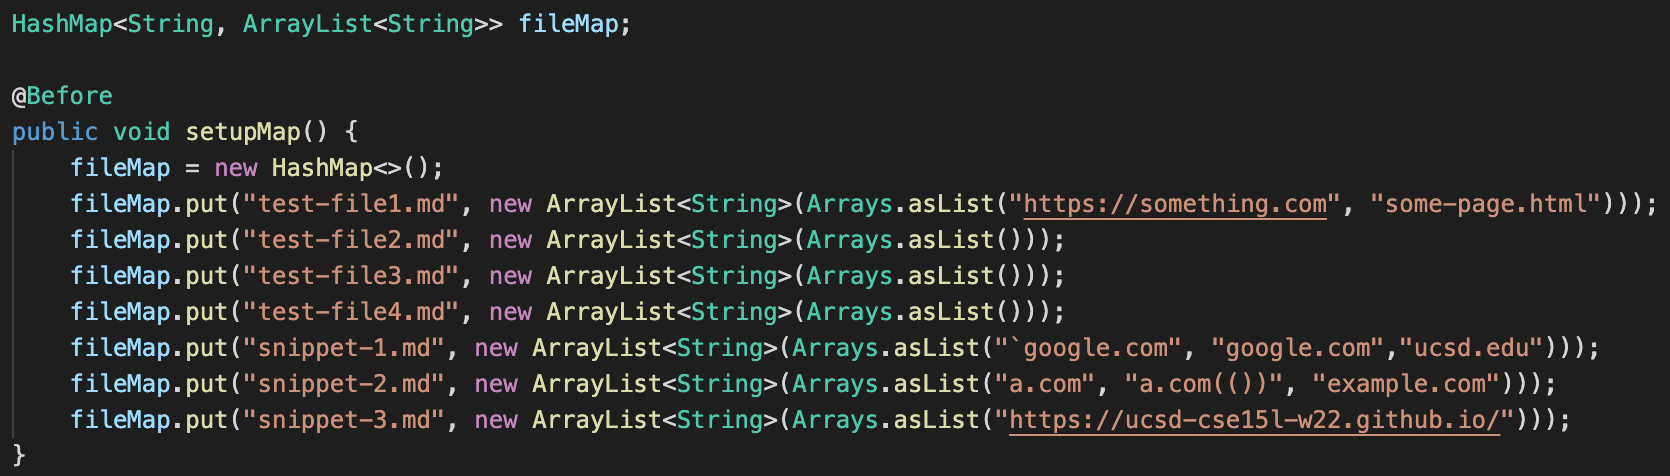 HashMap<String, ArrayList<String>> fileMap;
@Before
public void setupMap() {
fileMap = new HashMap<>();
fileMap.put("test-file1.md", new ArrayList<String>(Arrays.asList("https://something.com", "some-page.html")));
fileMap.put("test-file2.md", new ArrayList<String>(Arrays.asList()));
fileMap.put("test-file3.md", new ArrayList<String>(Arrays.asList()));
fileMap.put("test-file4.md", new ArrayList<String>(Arrays.asList()));
fileMap.put("snippet-1.md", new ArrayList<String>(Arrays.asList("`google.com", "google.com","ucsd.edu")));
fileMap.put("snippet-2.md", new ArrayList<String>(Arrays.asList("a.com", "a.com(())", "example.com")));
fileMap.put("snippet-3.md", new ArrayList<String>(Arrays.asList("https://ucsd-cse15l-w22.github.io/")));
}